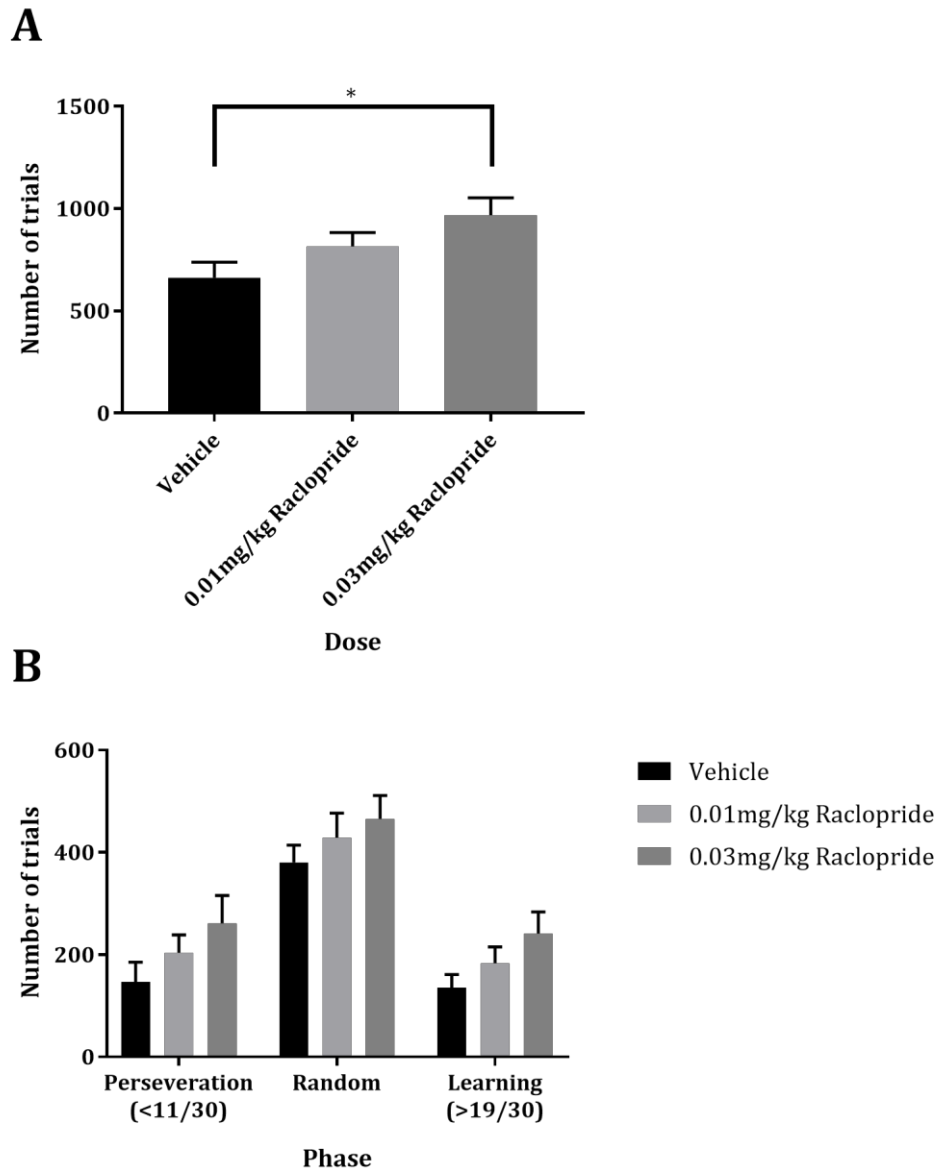 A
*
1500
1000
500
0
Number of trials
Vehicle
0.01mg/kg Raclopride
0.03mg/kg Raclopride
Dose
B
600
400
200
0
Number of trials
Perseveration
(<11/30)
Random
Learning
(>19/30)
Phase
Vehicle
0.01mg/kg Raclopride
0.03mg/kg Raclopride